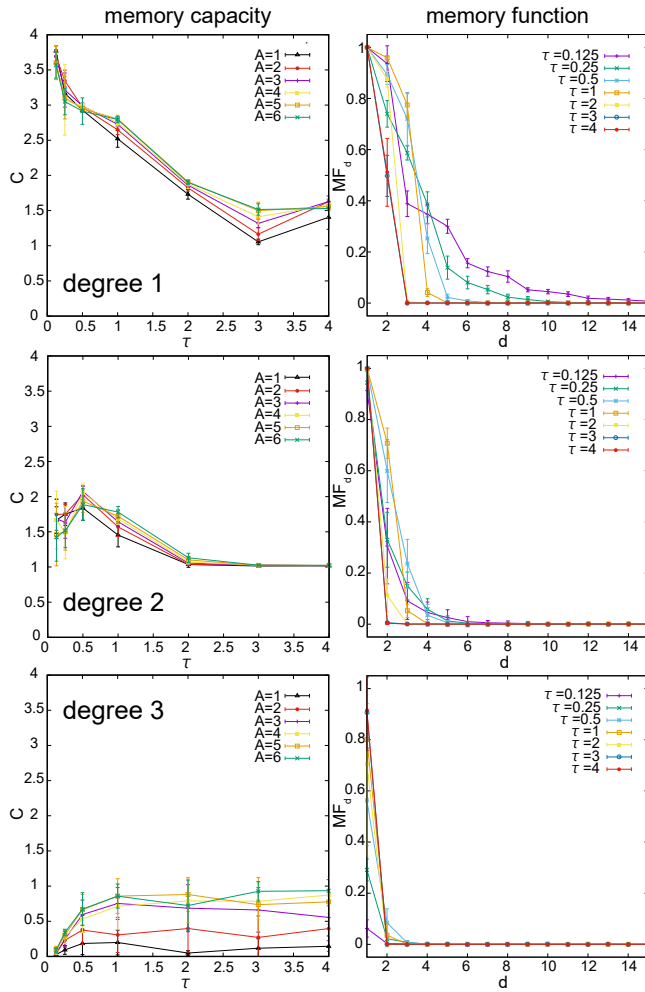 memory capacity
memory function
4
3.5
3
2.5
2
1.5
1
0.5
0
C
A=1
A=2
A=3
A=4
A=5
A=6
degree 1
0 0.5 1 1.5 2 2.5 3 3.5 4
τ
1
0.8
0.6
0.4
0.2
0
MF_d
τ =0.125
τ =0.25
τ =0.5
τ =1
τ =2
τ =3
τ =4
2 4 6 8 10 12 14
d
4
3.5
3
2.5
2
1.5
1
0.5
0
C
A=1
A=2
A=3
A=4
A=5
A=6
degree 2
0 0.5 1 1.5 2 2.5 3 3.5 4
τ
1
0.8
0.6
0.4
0.2
0
MF_d
τ =0.125
τ =0.25
τ =0.5
τ =1
τ =2
τ =3
τ =4
2 4 6 8 10 12 14
d
4
3.5
3
2.5
2
1.5
1
0.5
0
C
degree 3
A=1
A=2
A=3
A=4
A=5
A=6
0 0.5 1 1.5 2 2.5 3 3.5 4
τ
1
0.8
0.6
0.4
0.2
0
MF_d
τ =0.125
τ =0.25
τ =0.5
τ =1
τ =2
τ =3
τ =4
2 4 6 8 10 12 14
d